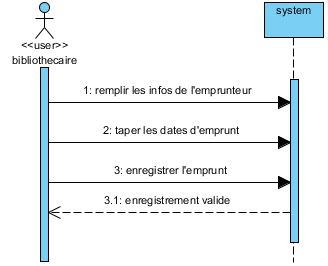 system
<<user>>
bibliothecaire
1: remplir les infos de l'emprunteur
2: taper les dates d'emprunt
3: enregistrer l'emprunt
3.1: enregistrement valide